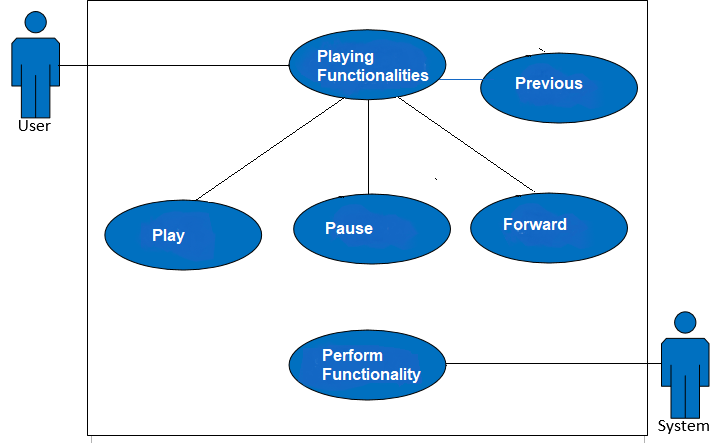 Playing
Functionalities
Previous
User
Play
Pause
Forward
Perform
Functionality
System